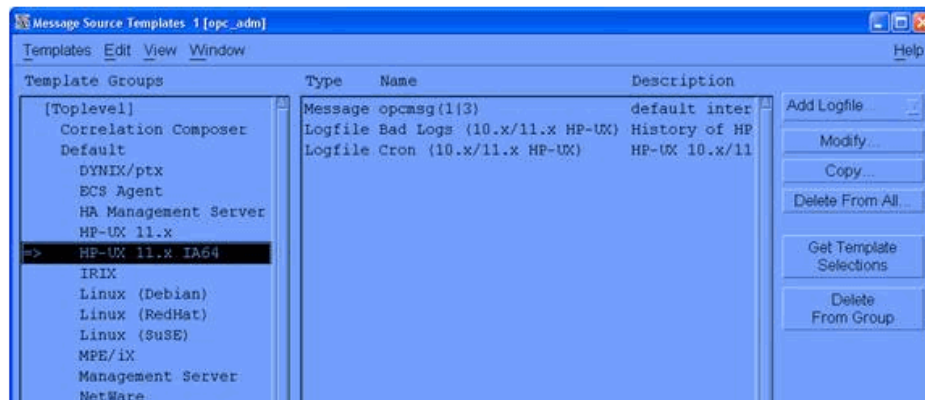 Message Source Templates 1 [opc_adm]
Templates Edit View Window Help
Template Groups
[Toplevel]
Correlation Composer
Default
DYNIX/ptx
ECS Agent
HA Management Server
HP-UX 11.x
=> HP-UX 11.x IA64
IRIX
Linux (Debian)
Linux (RedHat)
Linux (SuSE)
MPE/iX
Management Server
NetWare
Type Name Description
Message opcmsg(1|3) default inter
Logfile Bad Logs (10.x/11.x HP-UX) History of HP
Logfile Cron (10.x/11.x HP-UX) HP-UX 10.x/11
Add Logfile...
Modify...
Copy...
Delete From All...
Get Template
Selections
Delete
From Group